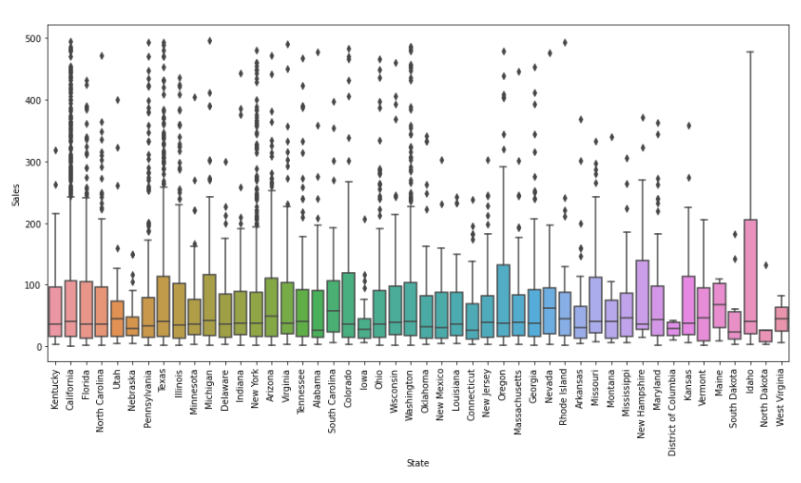 500
400
300
200
100
0
Sales
Kentucky
California
Florida
North Carolina
Utah
Nebraska
Pennsylvania
Texas
Illinois
Minnesota
Michigan
Delaware
Indiana
New York
Arizona
Virginia
Tennessee
Alabama
South Carolina
Colorado
Iowa
Ohio
Wisconsin
Washington
Oklahoma
New Mexico
Louisiana
Connecticut
New Jersey
Oregon
Massachusetts
Georgia
Nevada
Rhode Island
Arkansas
Missouri
Montana
Mississippi
New Hampshire
Maryland
District of Columbia
Kansas
Vermont
Maine
South Dakota
Idaho
North Dakota
West Virginia
State